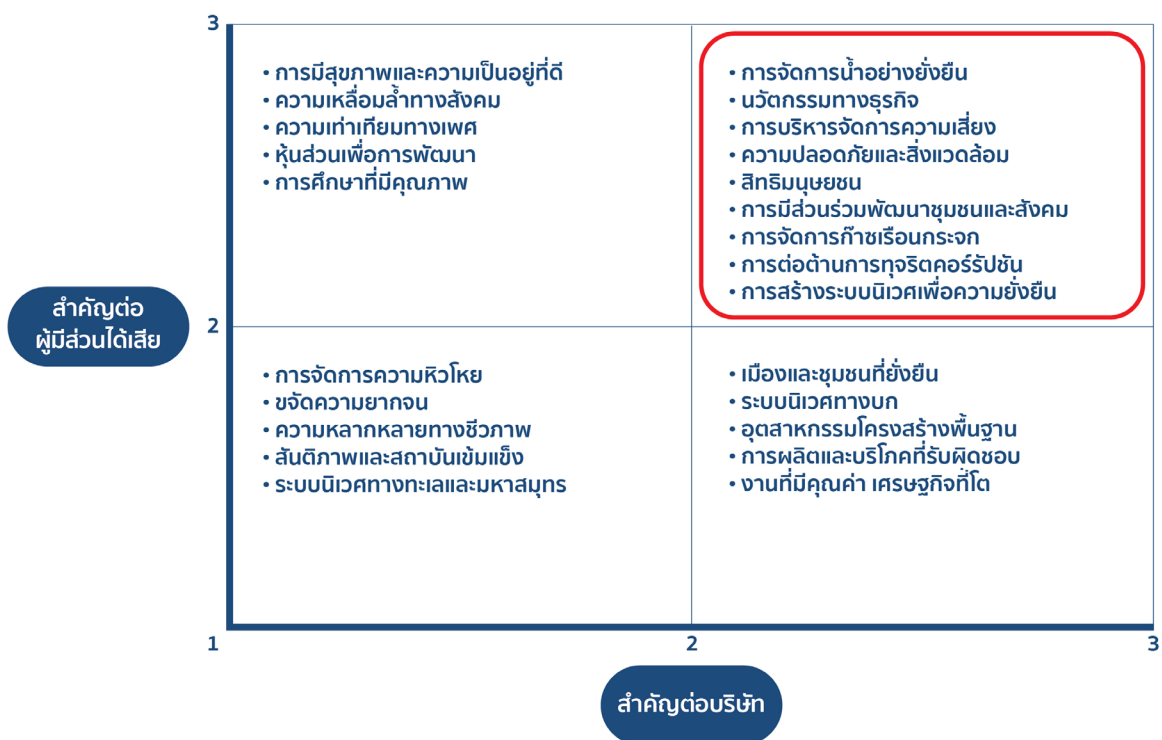 3
• การมีสุขภาพและความเป็นอยู่ที่ดี
• ความเหลื่อมล้ำทางสังคม
• ความเท่าเทียมทางเพศ
• หุ้นส่วนเพื่อการพัฒนา
• การศึกษาที่มีคุณภาพ
• การจัดการน้ำอย่างยั่งยืน
• นวัตกรรมทางธุรกิจ
• การบริหารจัดการความเสี่ยง
• ความปลอดภัยและสิ่งแวดล้อม
• สิทธิมนุษยชน
• การมีส่วนร่วมพัฒนาชุมชนและสังคม
• การจัดการก๊าซเรือนกระจก
• การต่อต้านการทุจริตคอร์รัปชัน
• การสร้างระบบนิเวศเพื่อความยั่งยืน
สำคัญต่อ
ผู้มีส่วนได้เสีย
2
• การจัดการความหิวโหย
• ขจัดความยากจน
• ความหลากหลายทางชีวภาพ
• สันติภาพและสถาบันเข้มแข็ง
• ระบบนิเวศทางทะเลและมหาสมุทร
• เมืองและชุมชนที่ยั่งยืน
• ระบบนิเวศทางบก
• อุตสาหกรรมโครงสร้างพื้นฐาน
• การผลิตและบริโภคที่รับผิดชอบ
• งานที่มีคุณค่า เศรษฐกิจที่โต
1
2
3
สำคัญต่อบริษัท